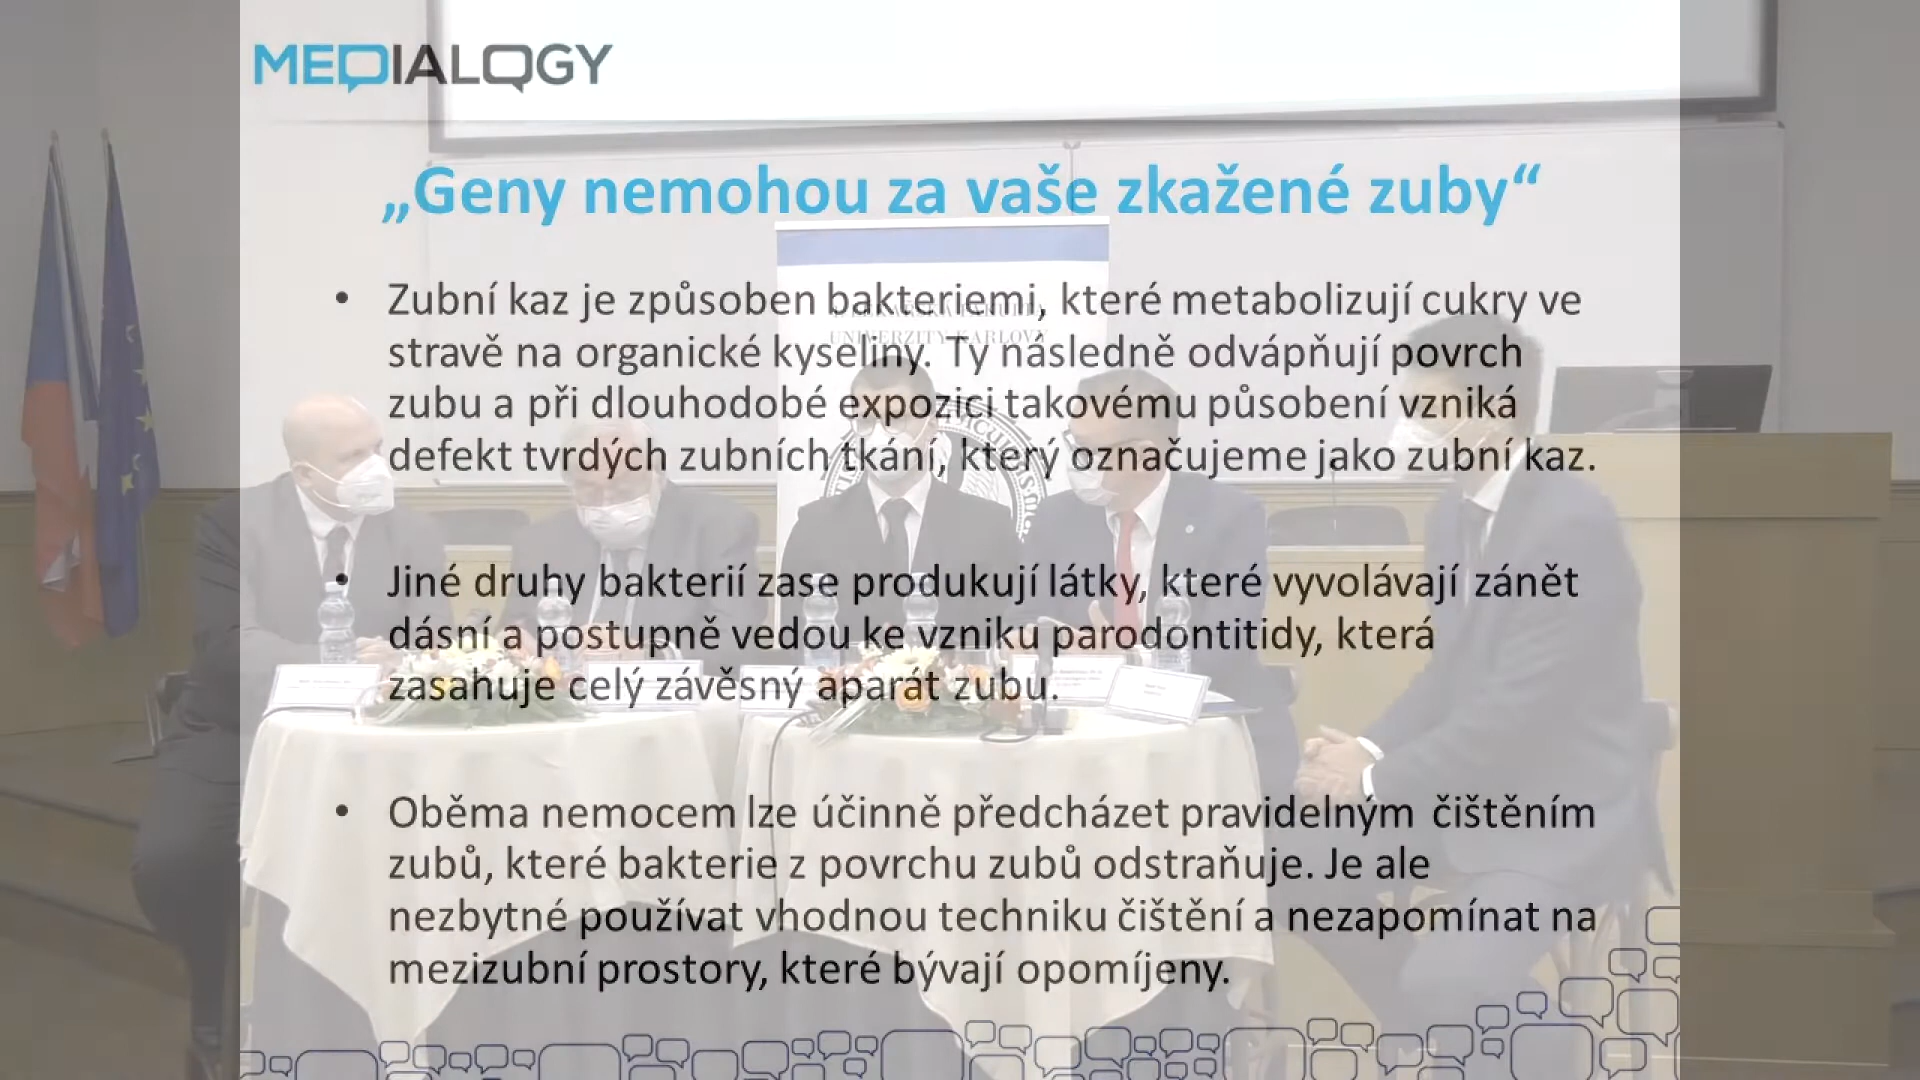 MEDIALOGY
„Geny nemohou za vaše zkažené zuby“
• Zubní kaz je způsoben bakteriemi, které metabolizují cukry ve
stravě na organické kyseliny. Ty následně odvápňují povrch
zubu a při dlouhodobé expozici takovému působení vzniká
defekt tvrdých zubních tkání, který označujeme jako zubní kaz.
• Jiné druhy bakterií zase produkují látky, které vyvolávají zánět
dásní a postupně vedou ke vzniku parodontitidy, která
zasahuje celý závěsný aparát zubu.
• Oběma nemocem lze účinně předcházet pravidelným čištěním
zubů, které bakterie z povrchu zubů odstraňuje. Je ale
nezbytné používat vhodnou techniku čištění a nezapomínat na
mezizubní prostory, které bývají opomíjeny.
UNIVERZITY KARLOVY